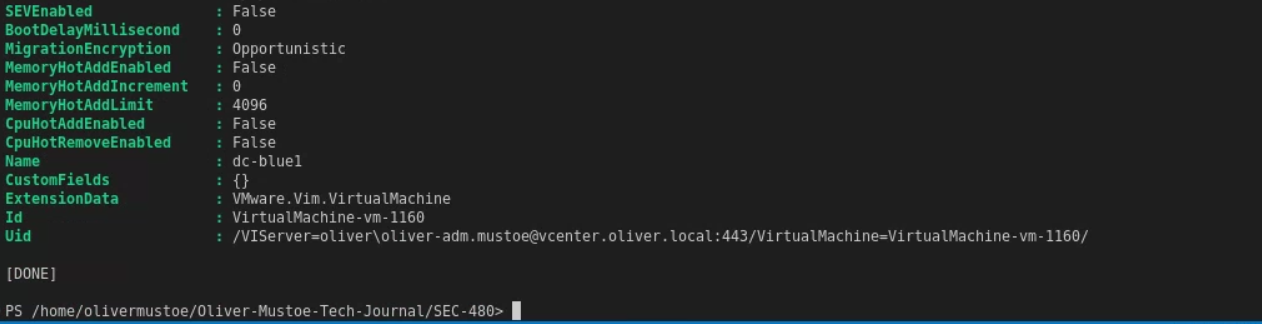 SEVEnabled : False
BootDelayMillisecond : 0
MigrationEncryption : Opportunistic
MemoryHotAddEnabled : False
MemoryHotAddIncrement : 0
MemoryHotAddLimit : 4096
CpuHotAddEnabled : False
CpuHotRemoveEnabled : False
Name : dc-blue1
CustomFields : {}
ExtensionData : VMware.Vim.VirtualMachine
Id : VirtualMachine-vm-1160
Uid : /VIServer=oliver\oliver-adm.mustoe@vcenter.oliver.local:443/VirtualMachine=VirtualMachine-vm-1160/
[DONE]
PS /home/olivermustoe/Oliver-Mustoe-Tech-Journal/SEC-480>